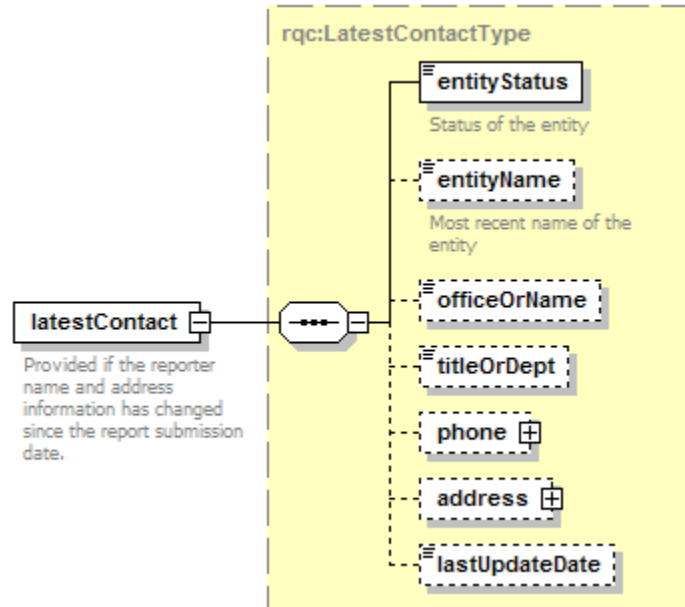 rqc:LatestContactType
entityStatus
Status of the entity
entityName
Most recent name of the
entity
officeOrName
latestContact
Provided if the reporter
name and address
information has changed
since the report submission
date.
titleOrDept
phone
address
lastUpdateDate